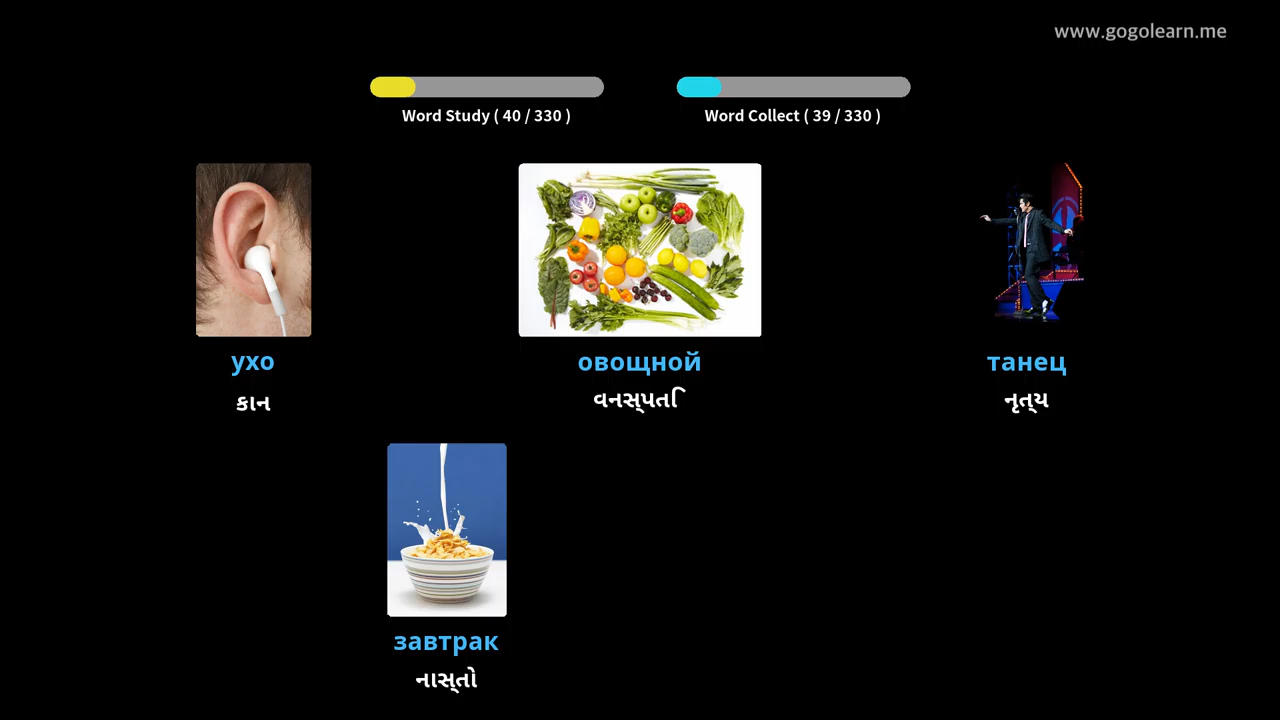 www.gogolearn.me
Word Study ( 40 / 330 )
Word Collect ( 39 / 330 )
ухо
કાન
овощной
વનસ્પતિ
танец
નૃત્ય
завтрак
નાસ્તો